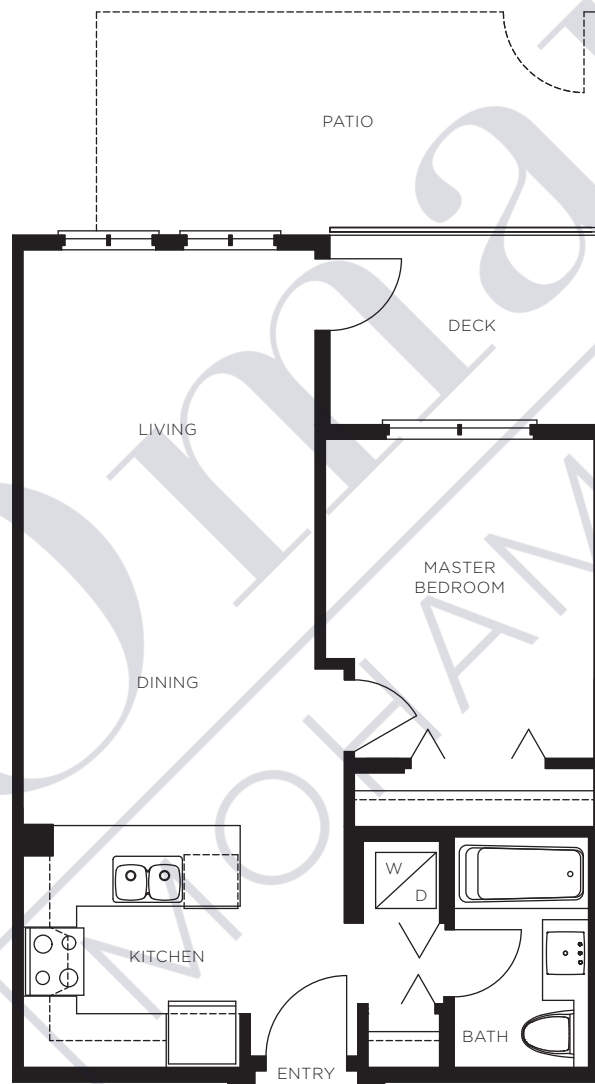 PATIO
DECK
LIVING
MASTER
BEDROOM
DINING
W
D
KITCHEN
BATH
ENTRY